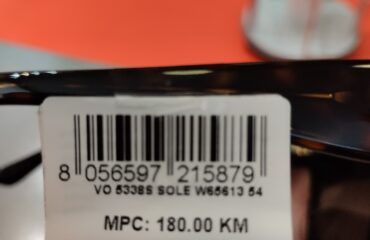 8 056597 215879
VO 5338S SOLE W65613 54
MPC: 180.00 KM